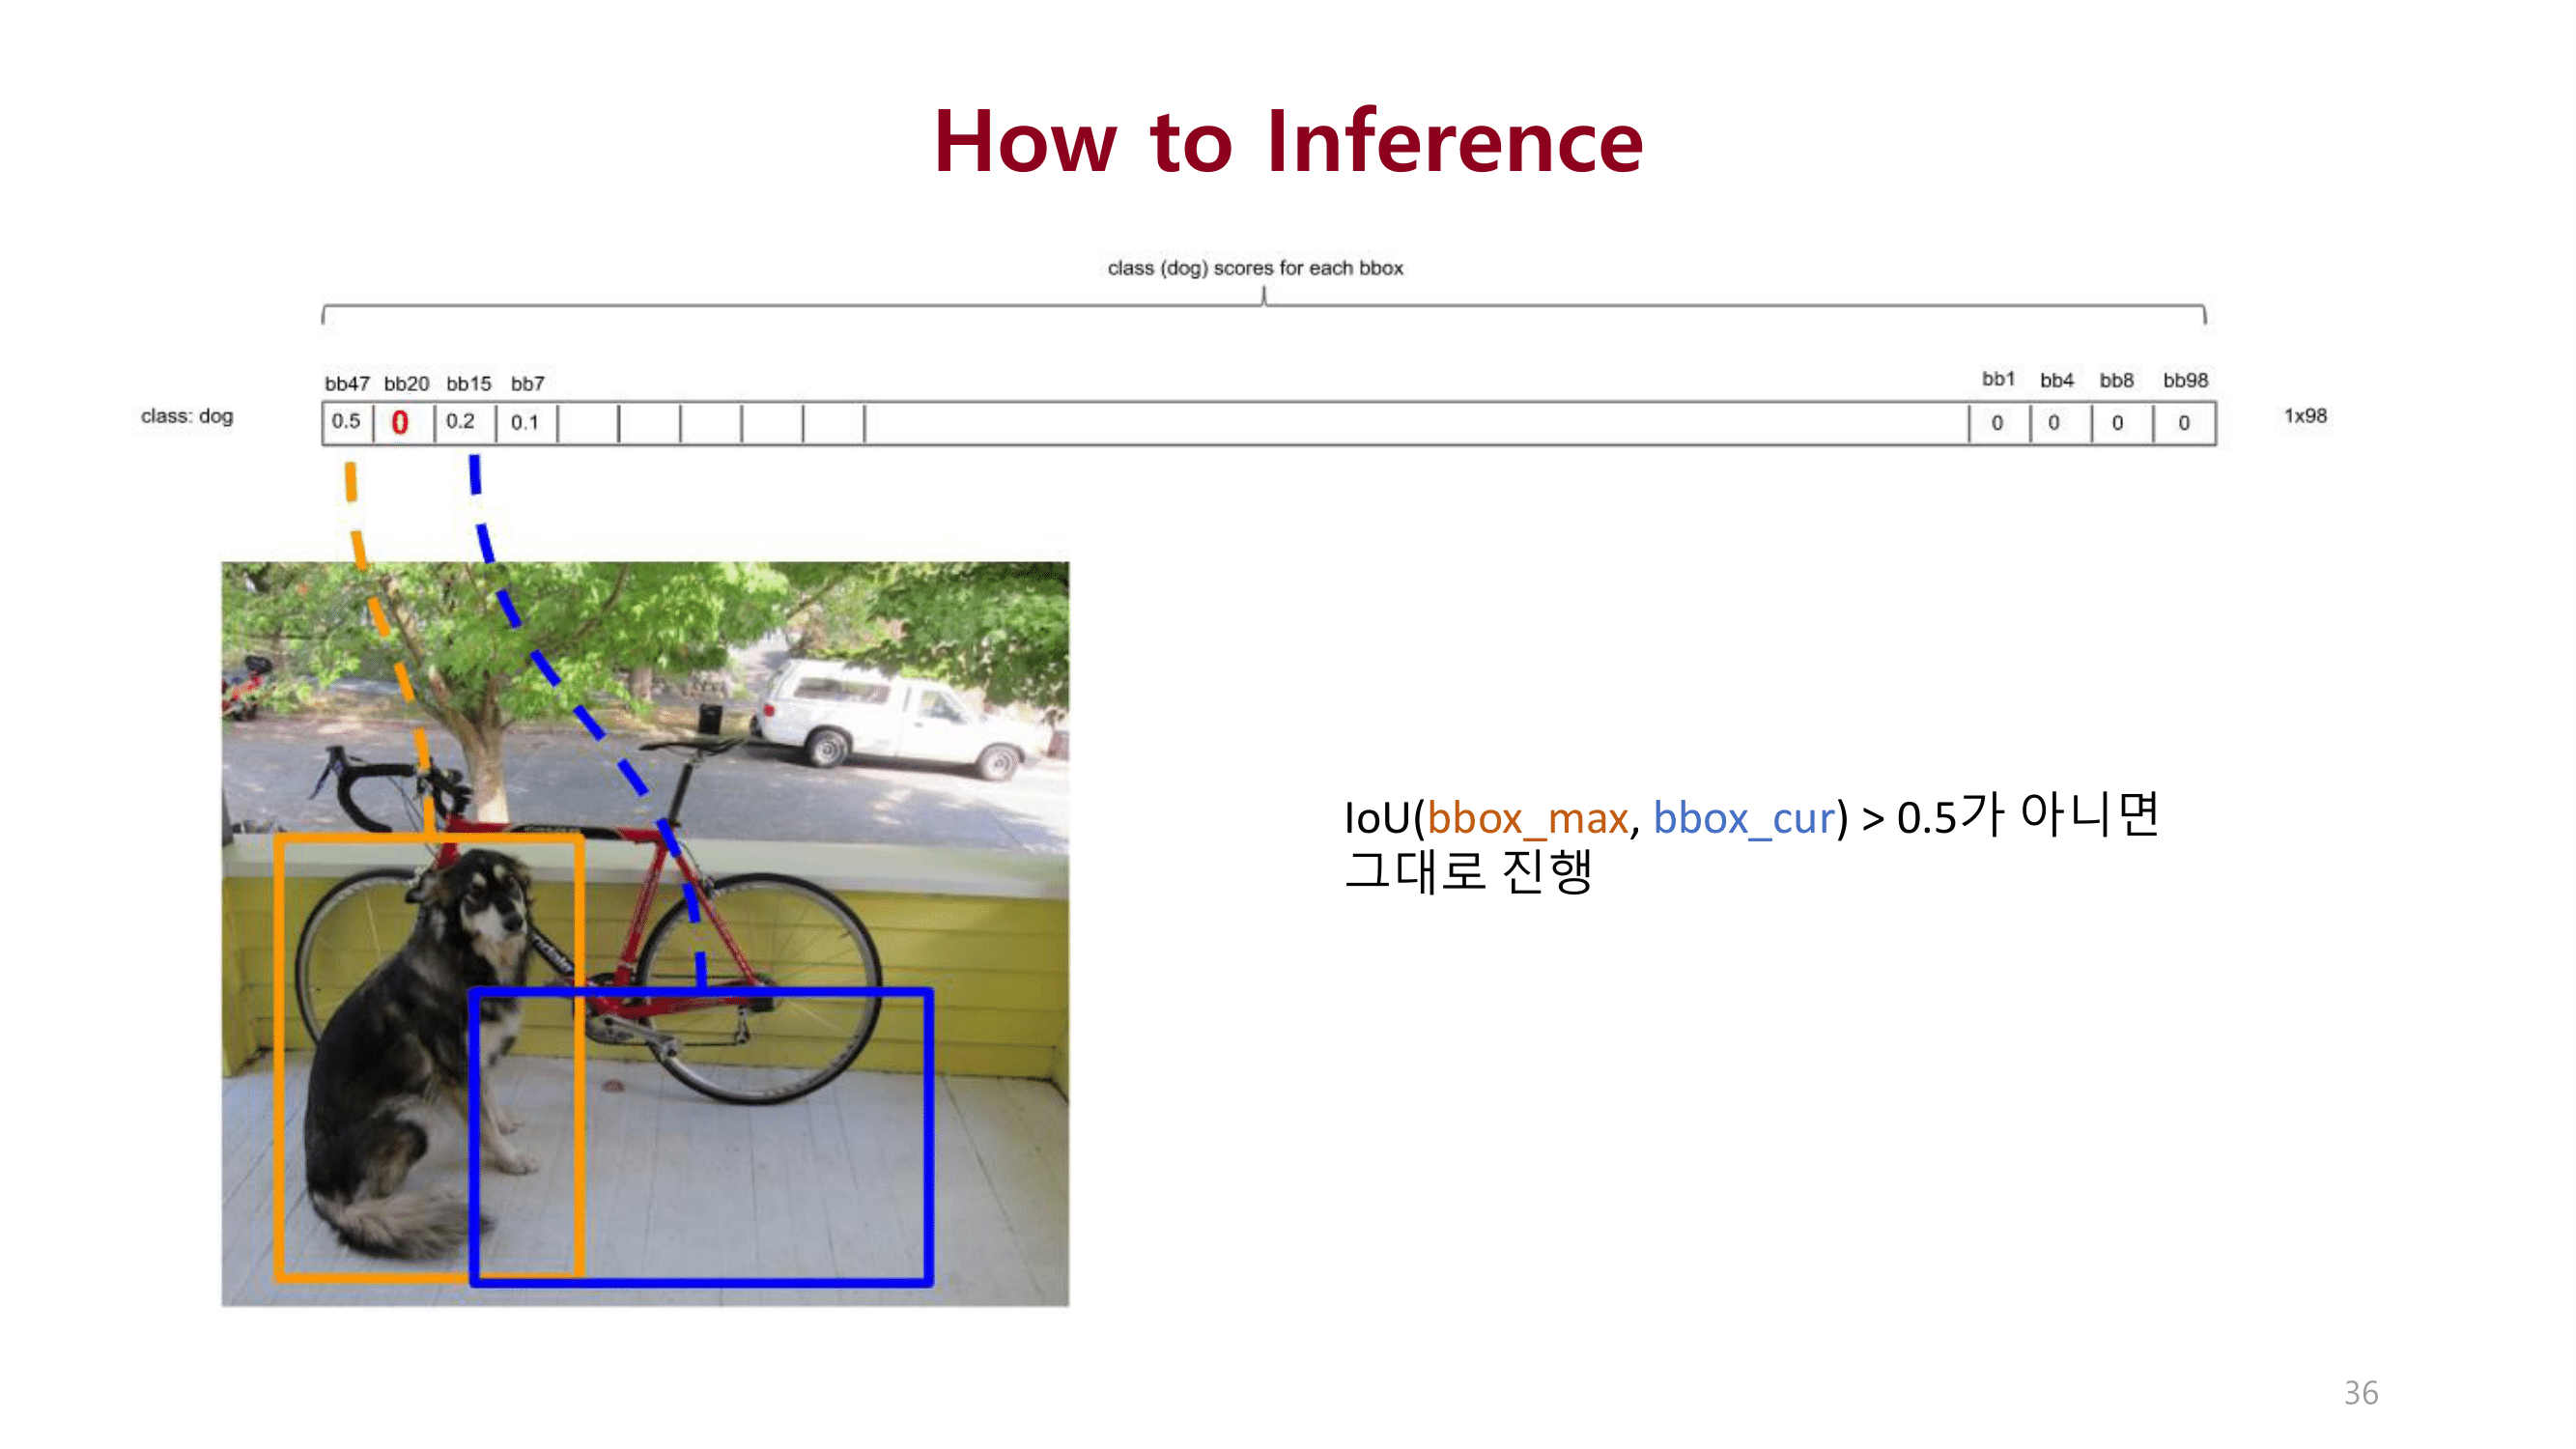 How to Inference
class (dog) scores for each bbox
bb47 bb20 bb15 bb7 bb1 bb4 bb8 bb98
class: dog 0.5 0 0.2 0.1 0 0 0 0 1x98
IoU(bbox_max, bbox_cur) > 0.5가 아니면
그대로 진행
36